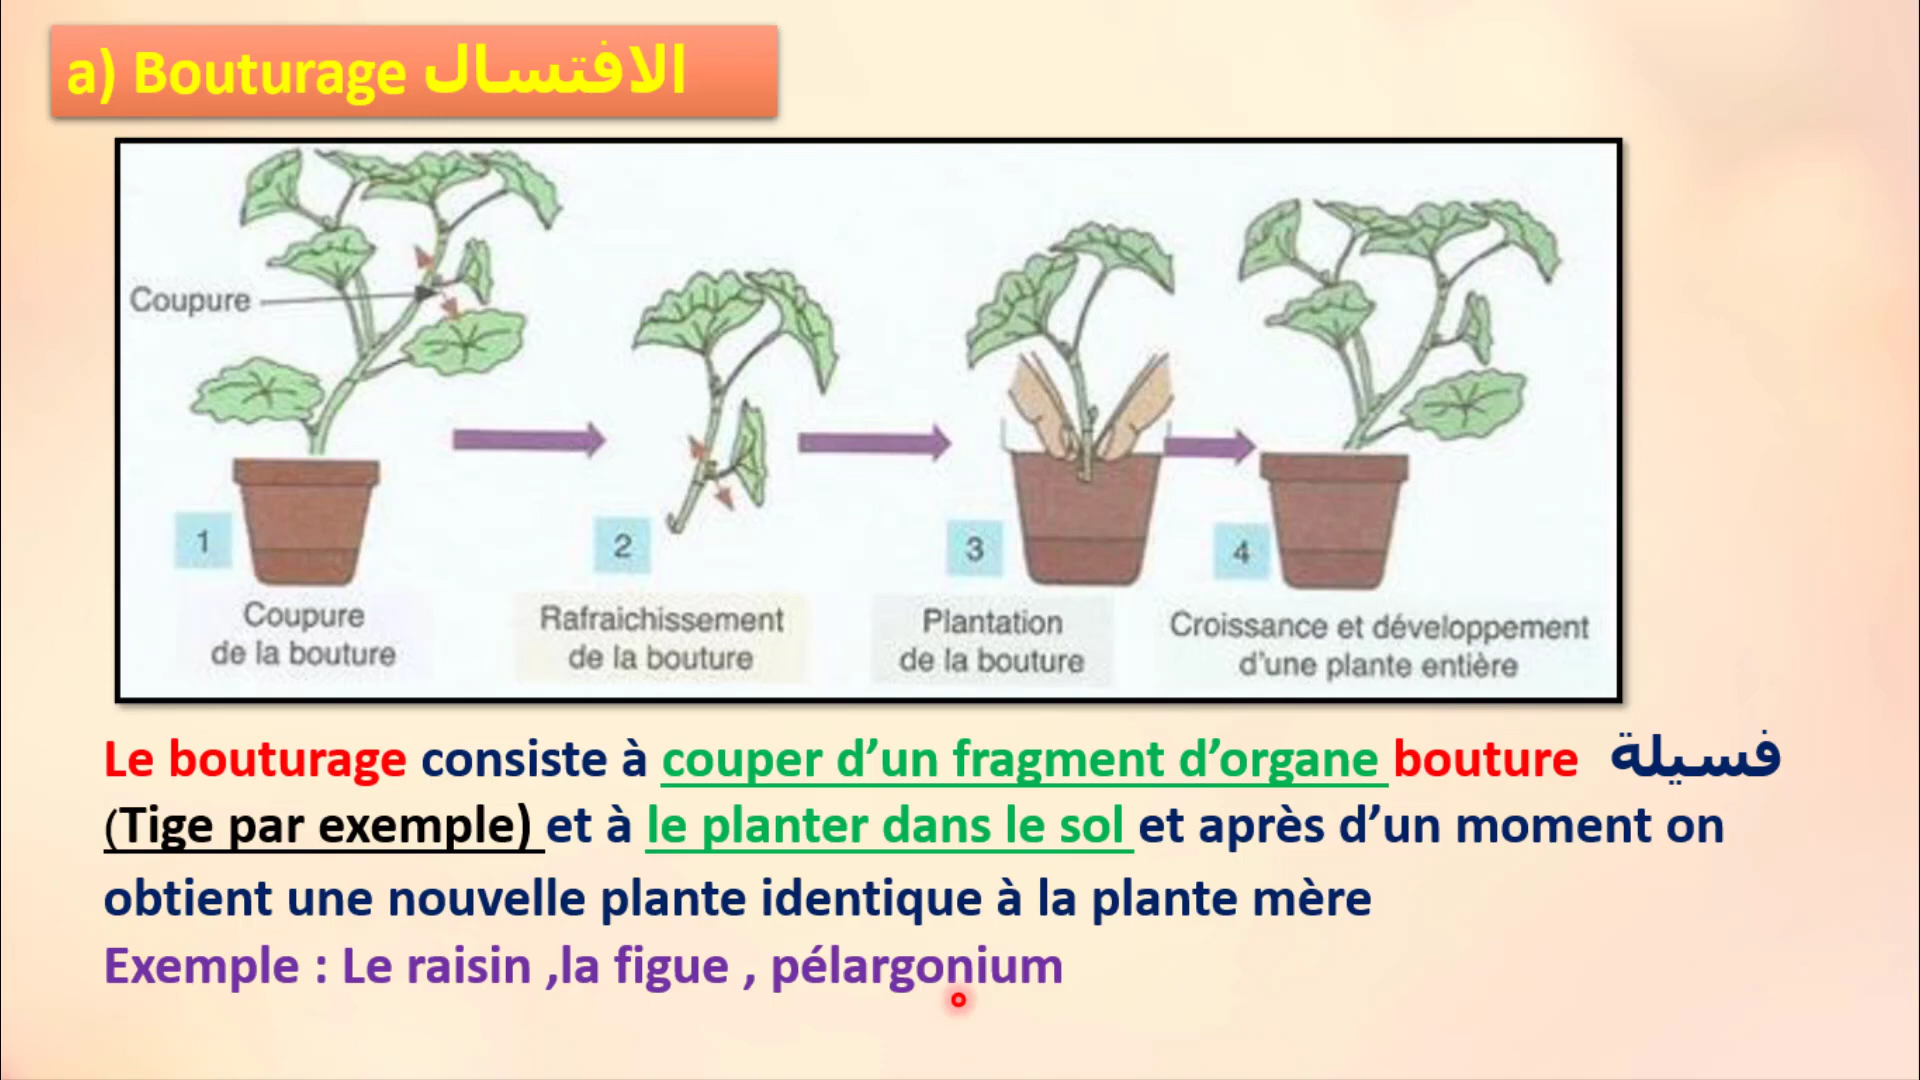 a) Bouturage الافتسال
Coupure
1
2
3
4
Coupure
de la bouture
Rafraichissement
de la bouture
Plantation
de la bouture
Croissance et développement
d'une plante entière
Le bouturage consiste à couper d’un fragment d’organe bouture فسيلة
(Tige par exemple) et à le planter dans le sol et après d’un moment on
obtient une nouvelle plante identique à la plante mère
Exemple : Le raisin ,la figue , pélargonium